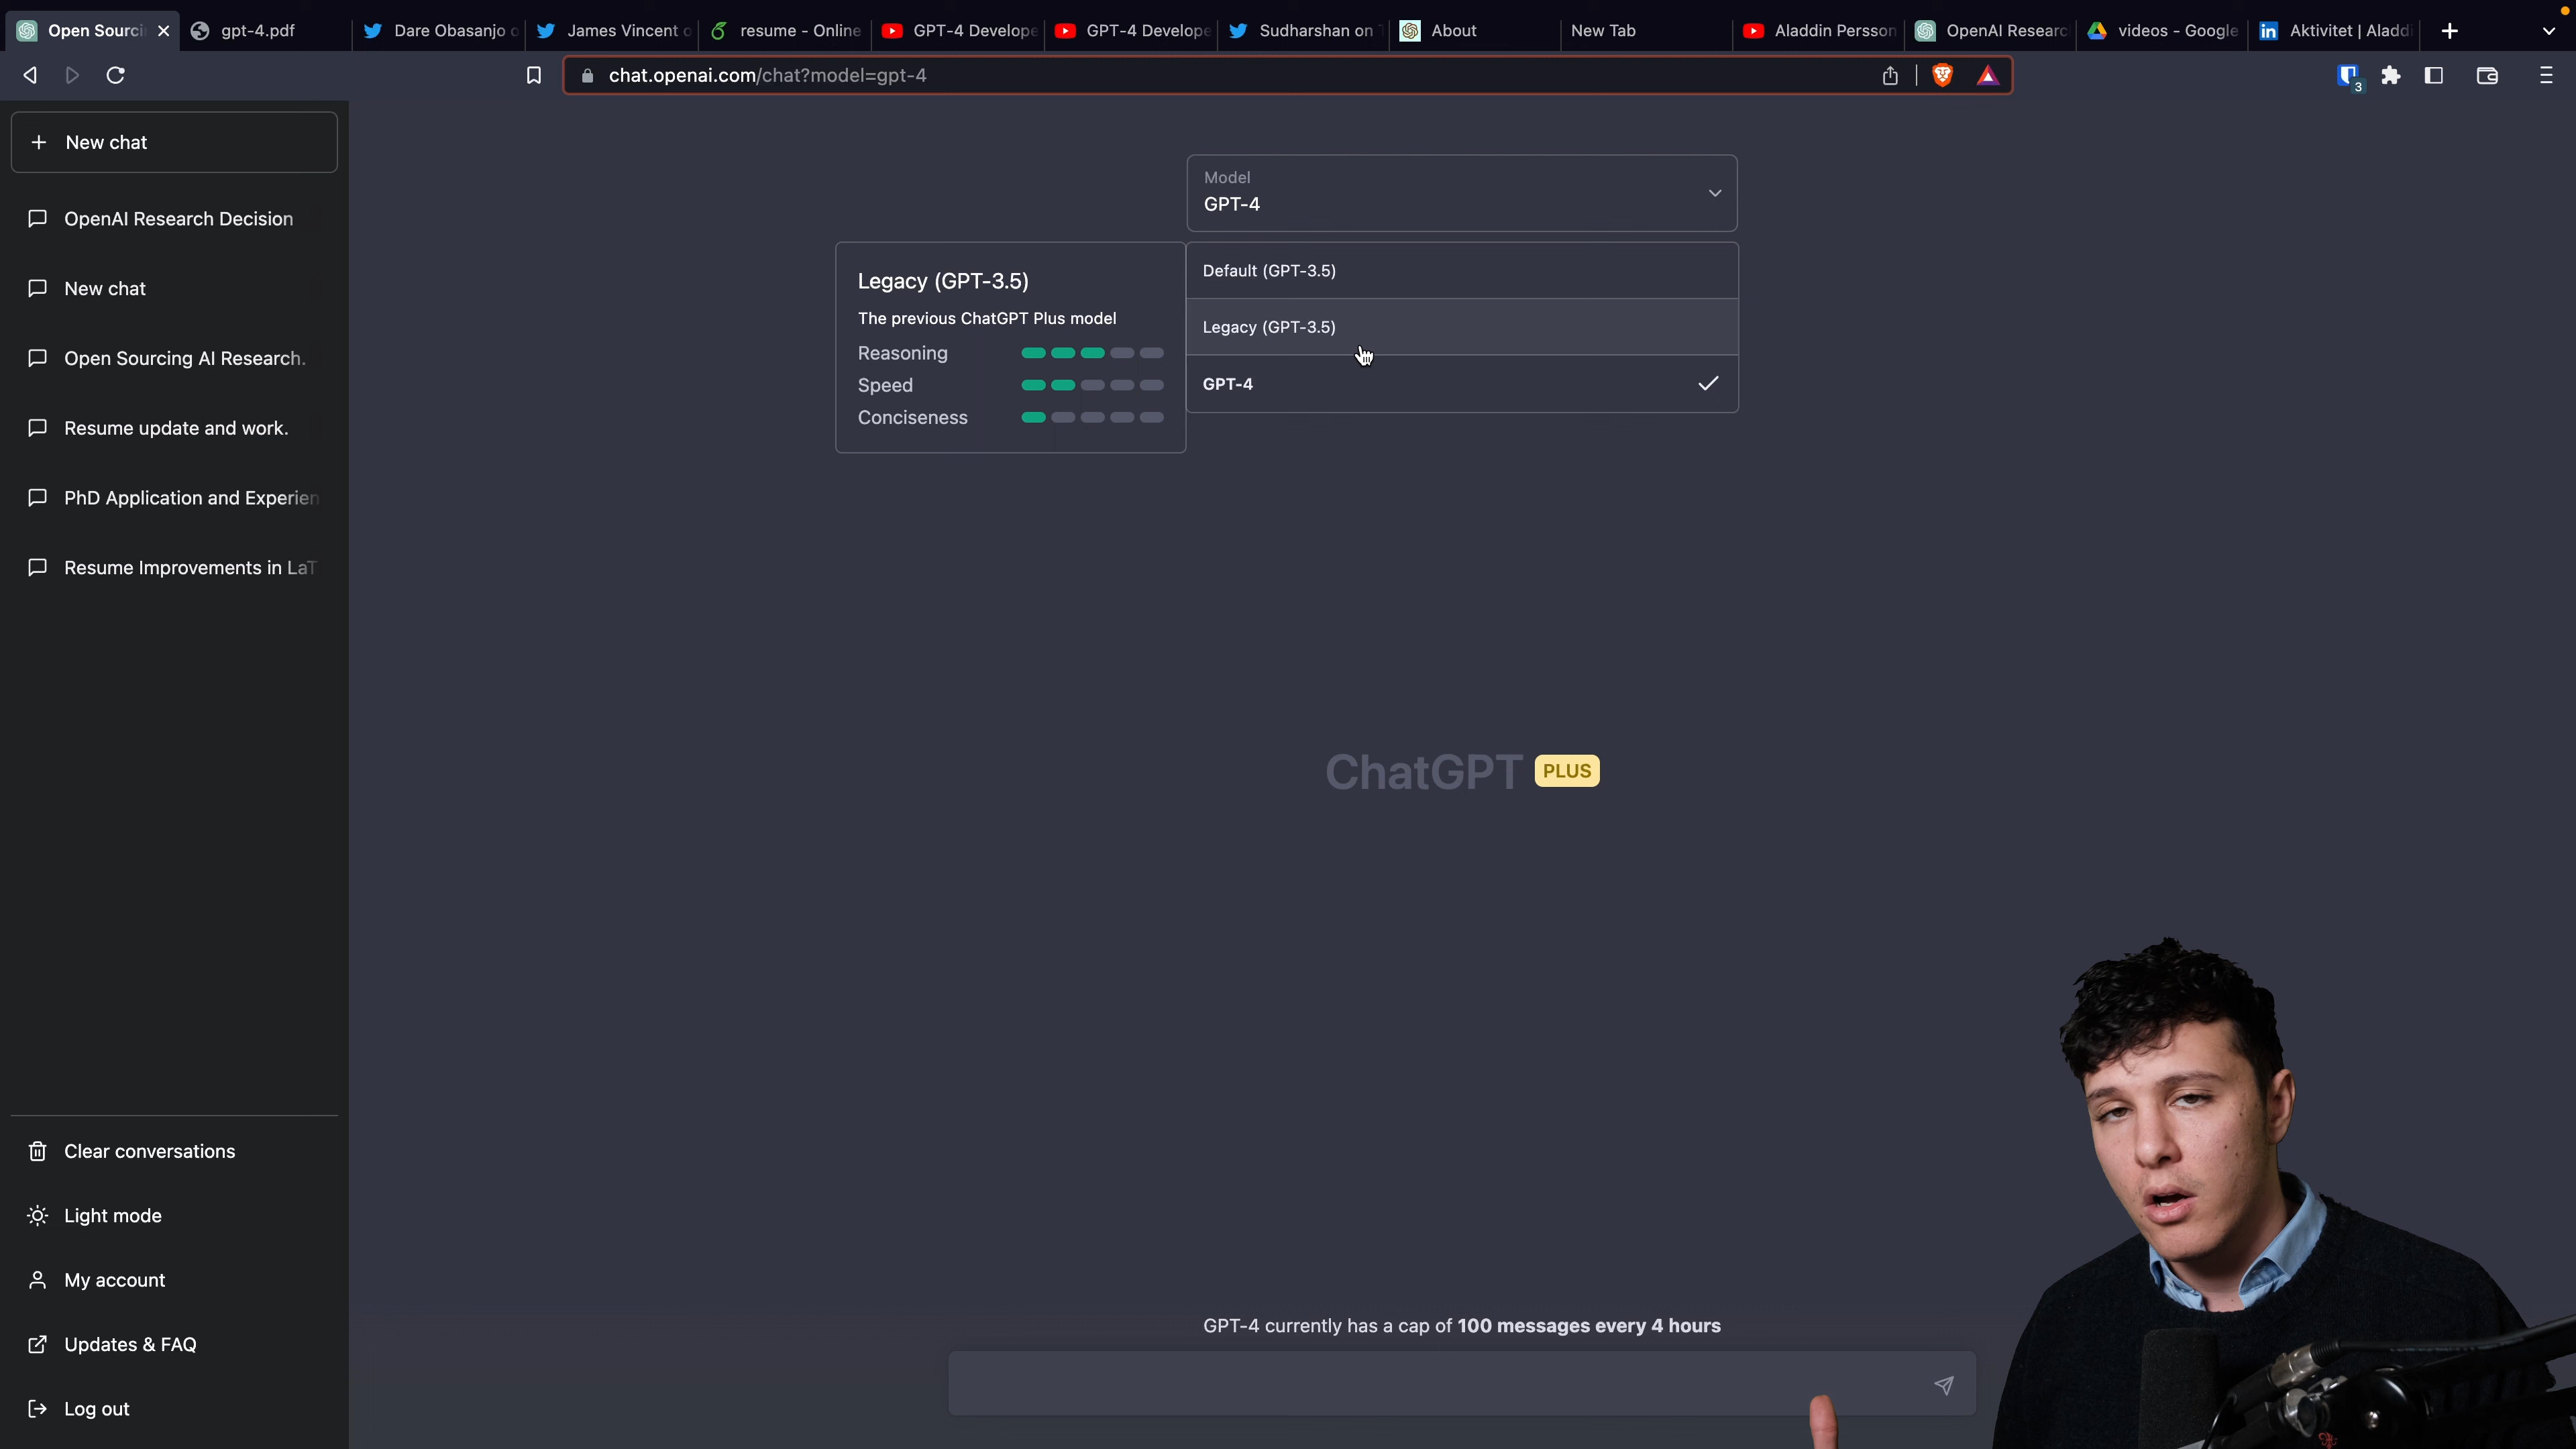 Open Sourci
gpt-4.pdf
Dare Obasanjo o
James Vincent o
resume - Online
GPT-4 Develope
GPT-4 Develope
Sudharshan on T
About
New Tab
Aladdin Persson
OpenAI Researc
videos - Google
in Aktivitet | Aladdi
chat.openai.com/chat?model=gpt-4
3
New chat
OpenAI Research Decision
New chat
Open Sourcing AI Research.
Resume update and work.
PhD Application and Experien
Resume Improvements in LaT
Clear conversations
Light mode
My account
Updates & FAQ
Log out
Model
GPT-4
Default (GPT-3.5)
Legacy (GPT-3.5)
GPT-4
Legacy (GPT-3.5)
The previous ChatGPT Plus model
Reasoning
Speed
Conciseness
ChatGPT PLUS
GPT-4 currently has a cap of 100 messages every 4 hours